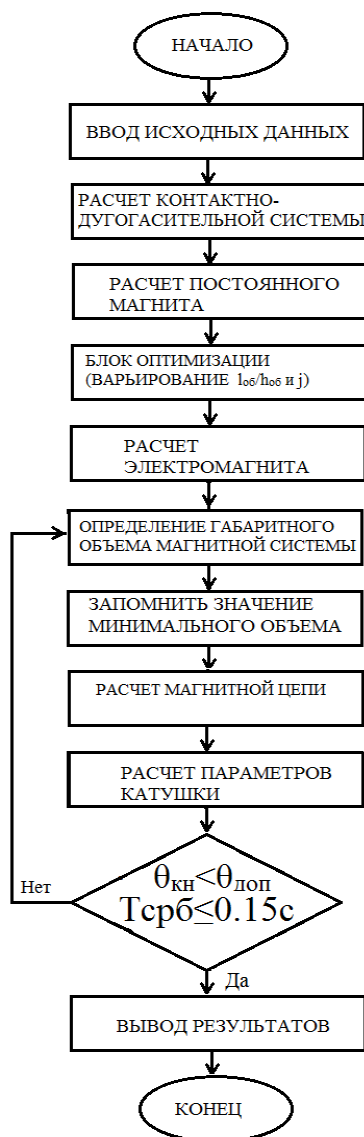 НАЧАЛО
ВВОД ИСХОДНЫХ ДАННЫХ
РАСЧЕТ КОНТАКТНО-
ДУГОГАСИТЕЛЬНОЙ СИСТЕМЫ
РАСЧЕТ ПОСТОЯННОГО
МАГНИТА
БЛОК ОПТИМИЗАЦИИ
(ВАРЬИРОВАНИЕ lоб/hоб и j)
РАСЧЕТ
ЭЛЕКТРОМАГНИТА
ОПРЕДЕЛЕНИЕ ГАБАРИТНОГО
ОБЪЕМА МАГНИТНОЙ СИСТЕМЫ
ЗАПОМНИТЬ ЗНАЧЕНИЕ
МИНИМАЛЬНОГО ОБЪЕМА
РАСЧЕТ МАГНИТНОЙ ЦЕПИ
РАСЧЕТ ПАРАМЕТРОВ
КАТУШКИ
θкн<θдоп
Tсрб≤0.15с
Нет
Да
ВЫВОД РЕЗУЛЬТАТОВ
КОНЕЦ